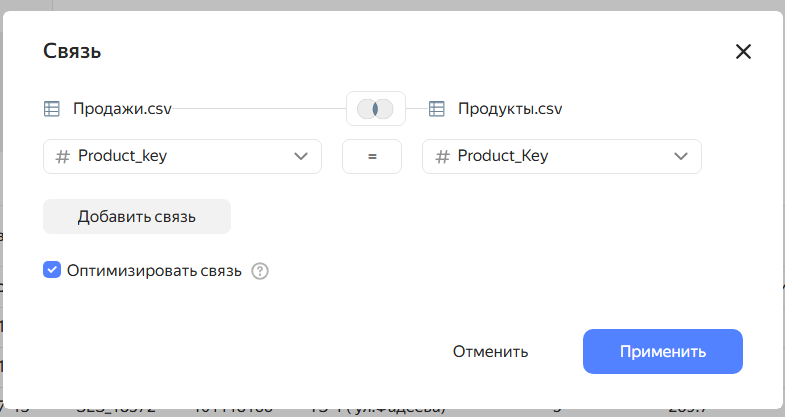 Связь
Продажи.csv Продукты.csv
# Product_key = # Product_Key
Добавить связь
Оптимизировать связь ?
Отменить Применить